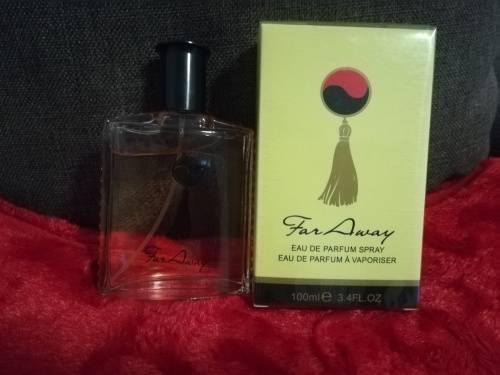 Far Away
Far Away
EAU DE PARFUM SPRAY
EAU DE PARFUM À VAPORISER
100ml℮ 3.4FL.OZ